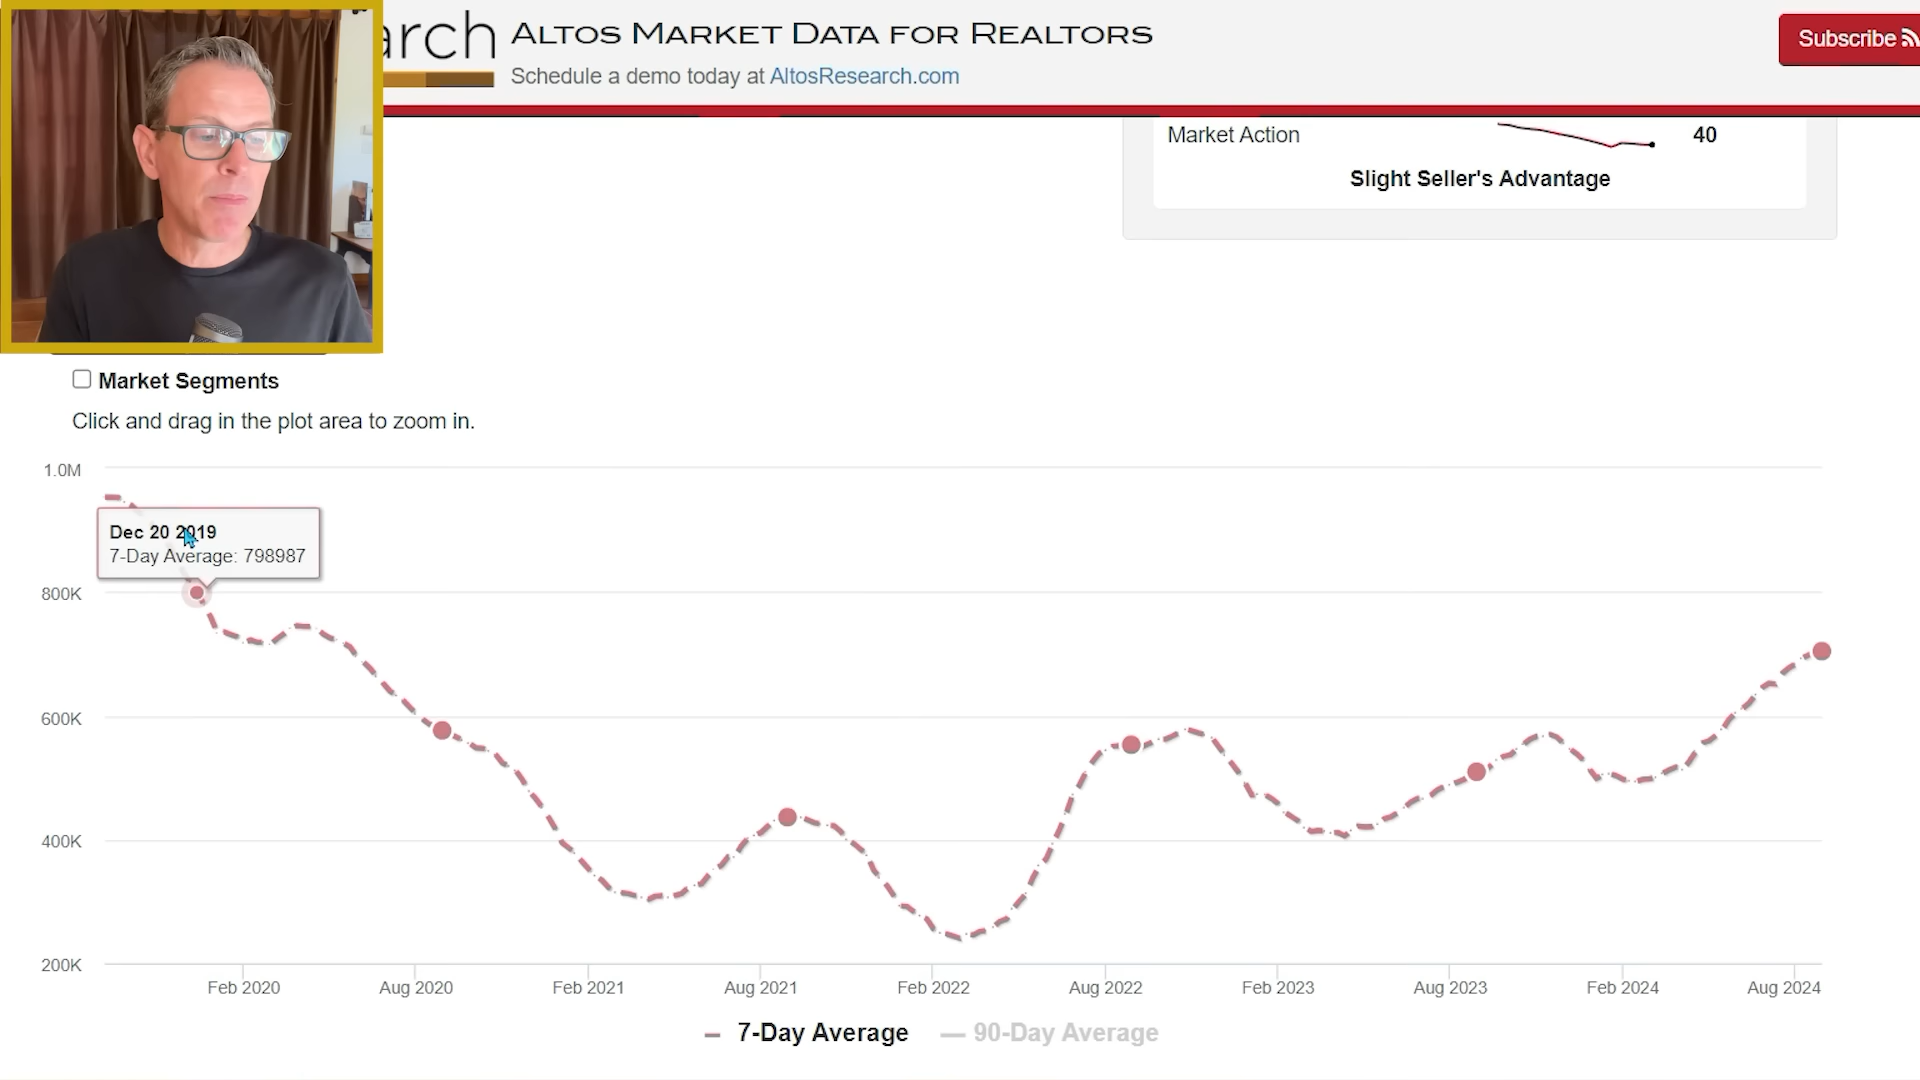 arch
ALTOS MARKET DATA FOR REALTORS
Schedule a demo today at AltosResearch.com
Subscribe
Market Action 40
Slight Seller's Advantage
Market Segments
Click and drag in the plot area to zoom in.
1.0M
800K
600K
400K
200K
Dec 20 2019
7-Day Average: 798987
Feb 2020 Aug 2020 Feb 2021 Aug 2021 Feb 2022 Aug 2022 Feb 2023 Aug 2023 Feb 2024 Aug 2024
7-Day Average 90-Day Average